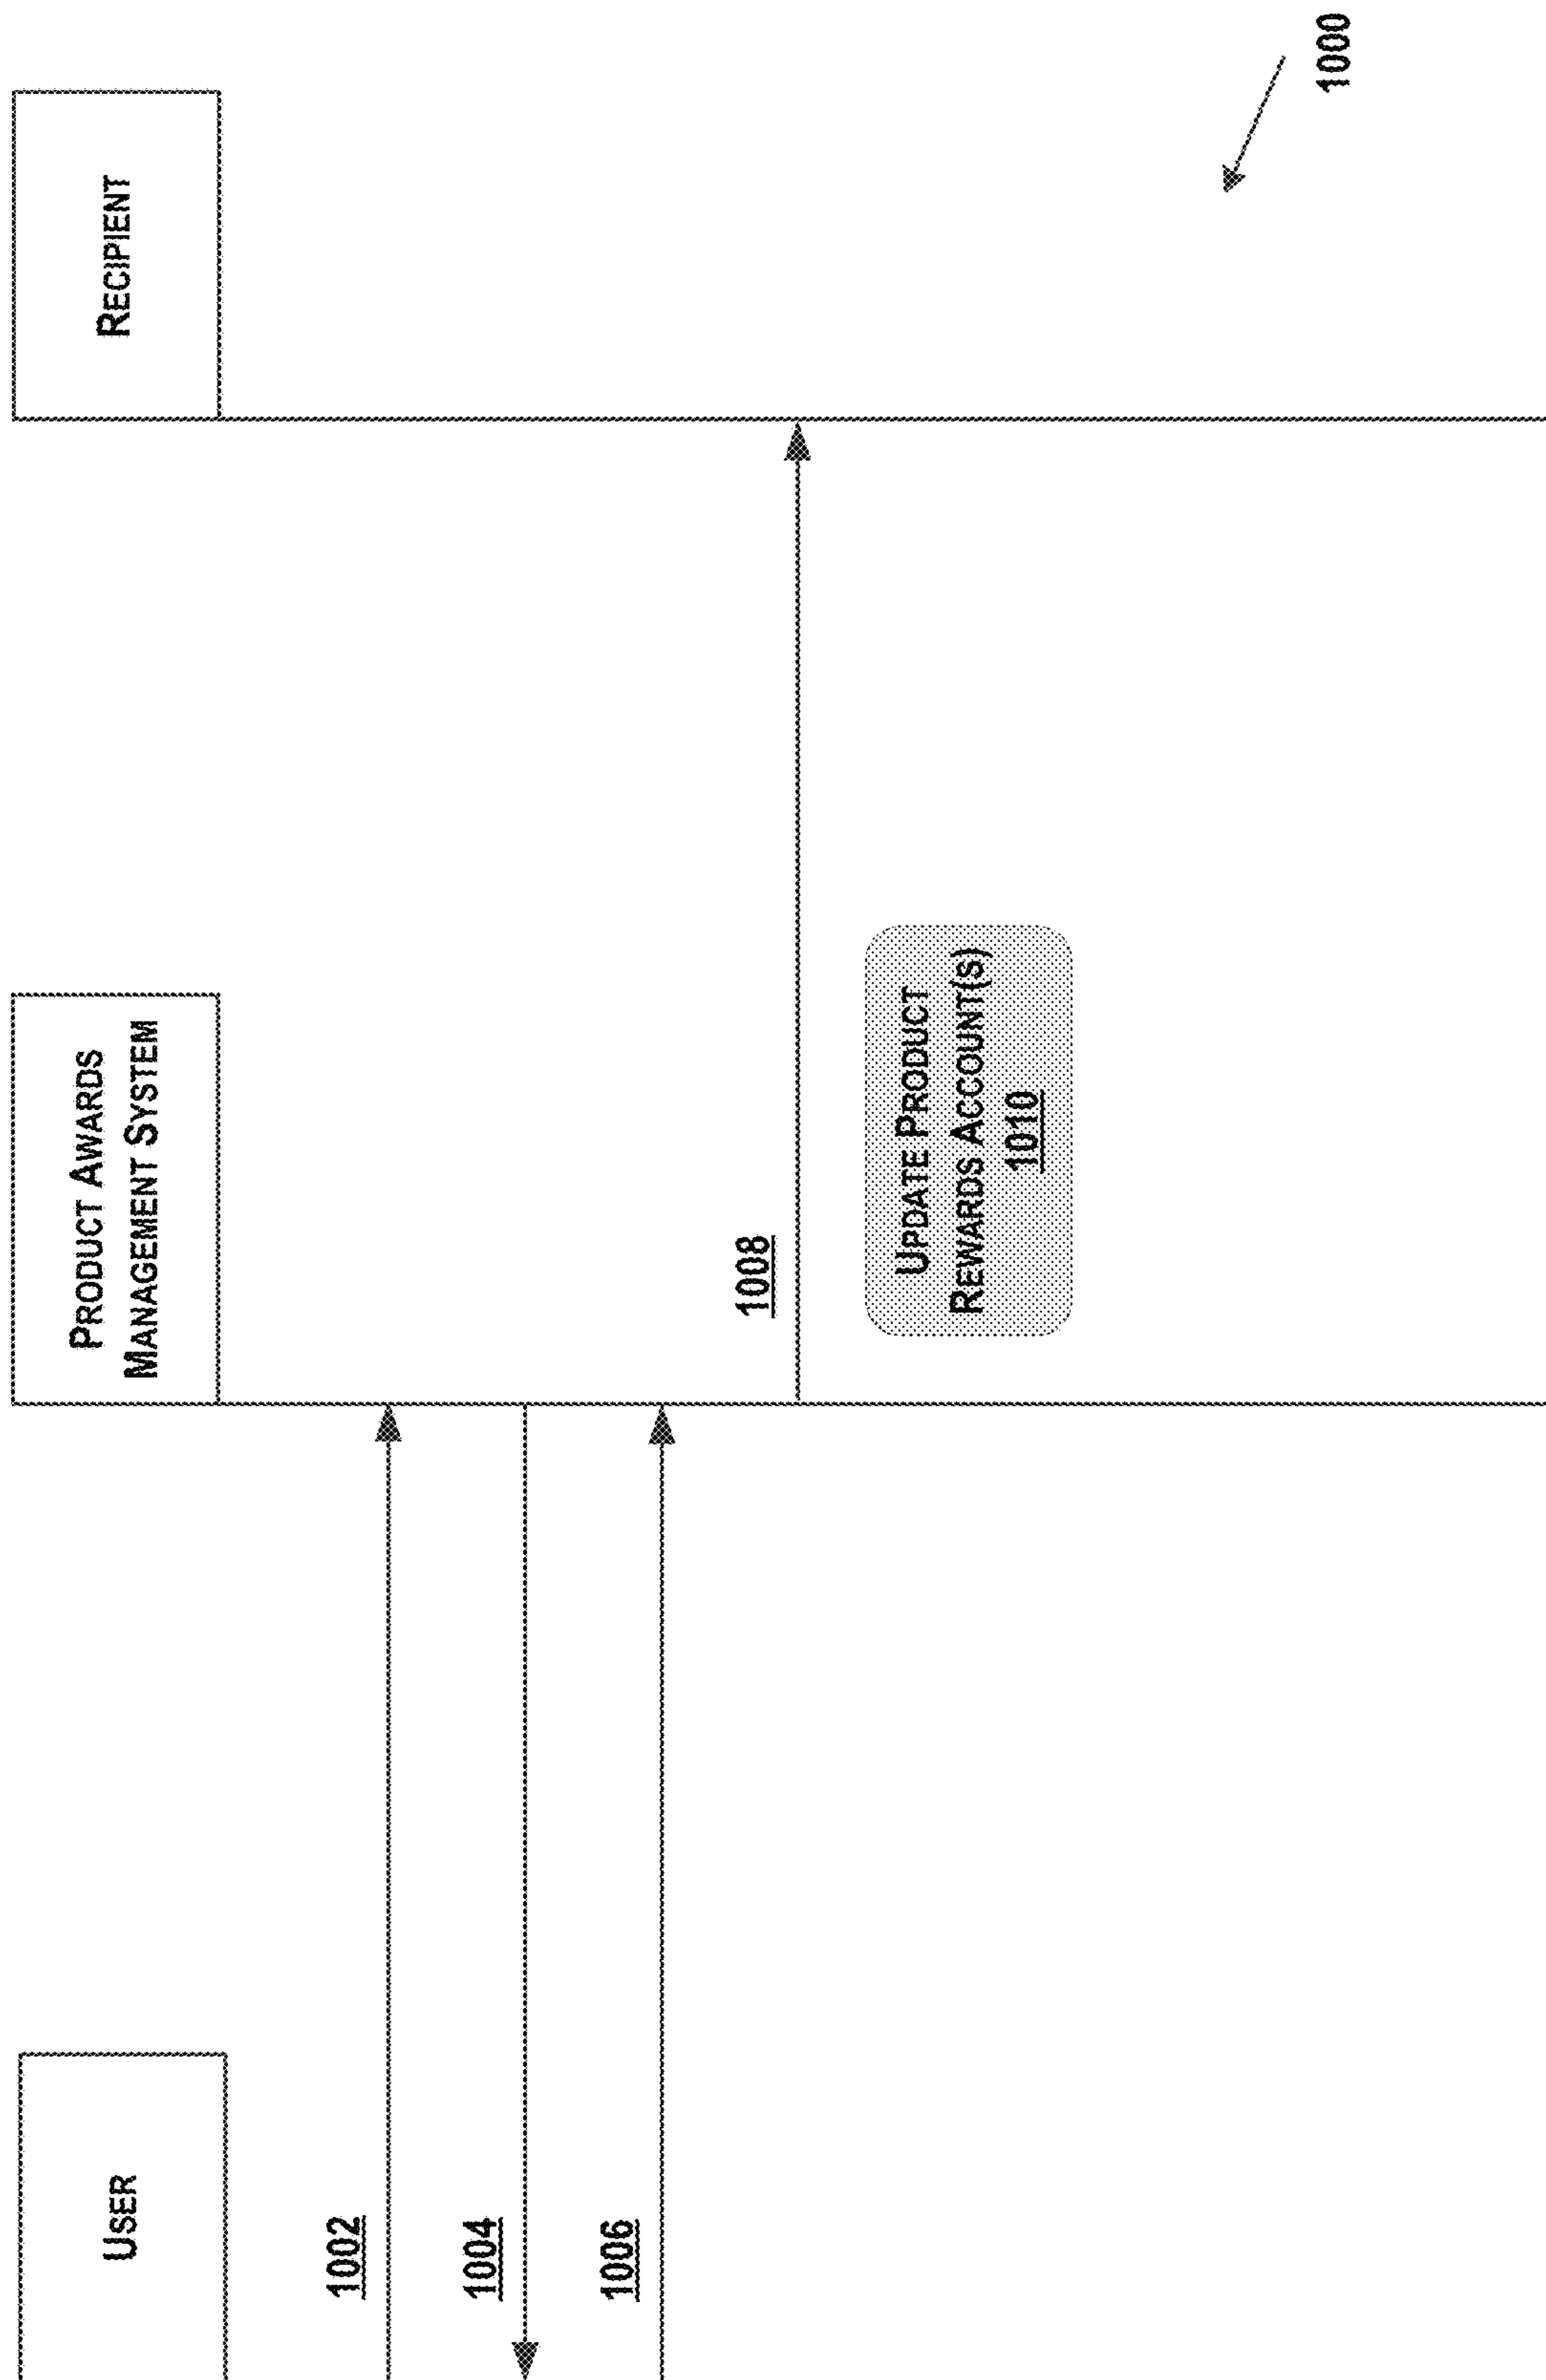 USER
PRODUCT AWARDS
MANAGEMENT SYSTEM
RECIPIENT
1002
1004
1006
1008
UPDATE PRODUCT
REWARDS ACCOUNT(S)
1010
1000